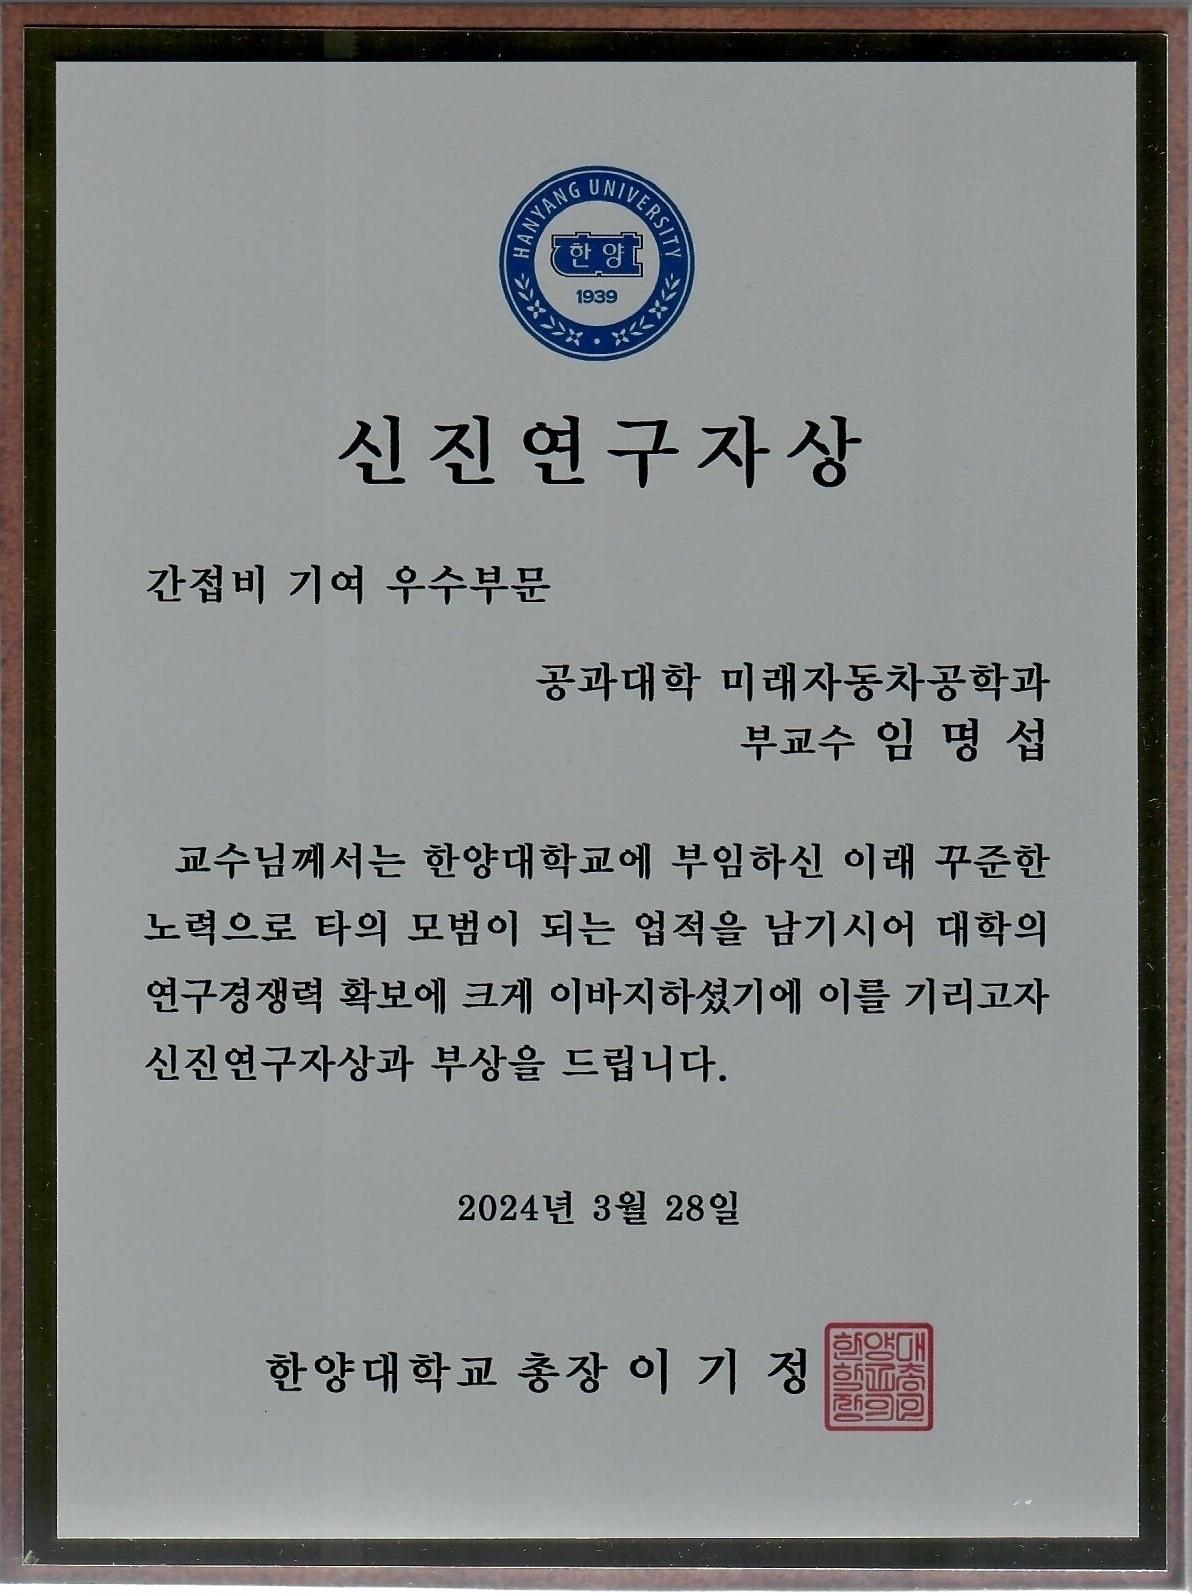 HANYANG UNIVERSITY
한양
1939
신진연구자상
간접비 기여 우수부문
공과대학 미래자동차공학과
부교수 임 명 섭
교수님께서는 한양대학교에 부임하신 이래 꾸준한
노력으로 타의 모범이 되는 업적을 남기시어 대학의
연구경쟁력 확보에 크게 이바지하셨기에 이를 기리고자
신진연구자상과 부상을 드립니다.
2024년 3월 28일
한양대학교 총장 이 기 정
한양대
학교총
장의인